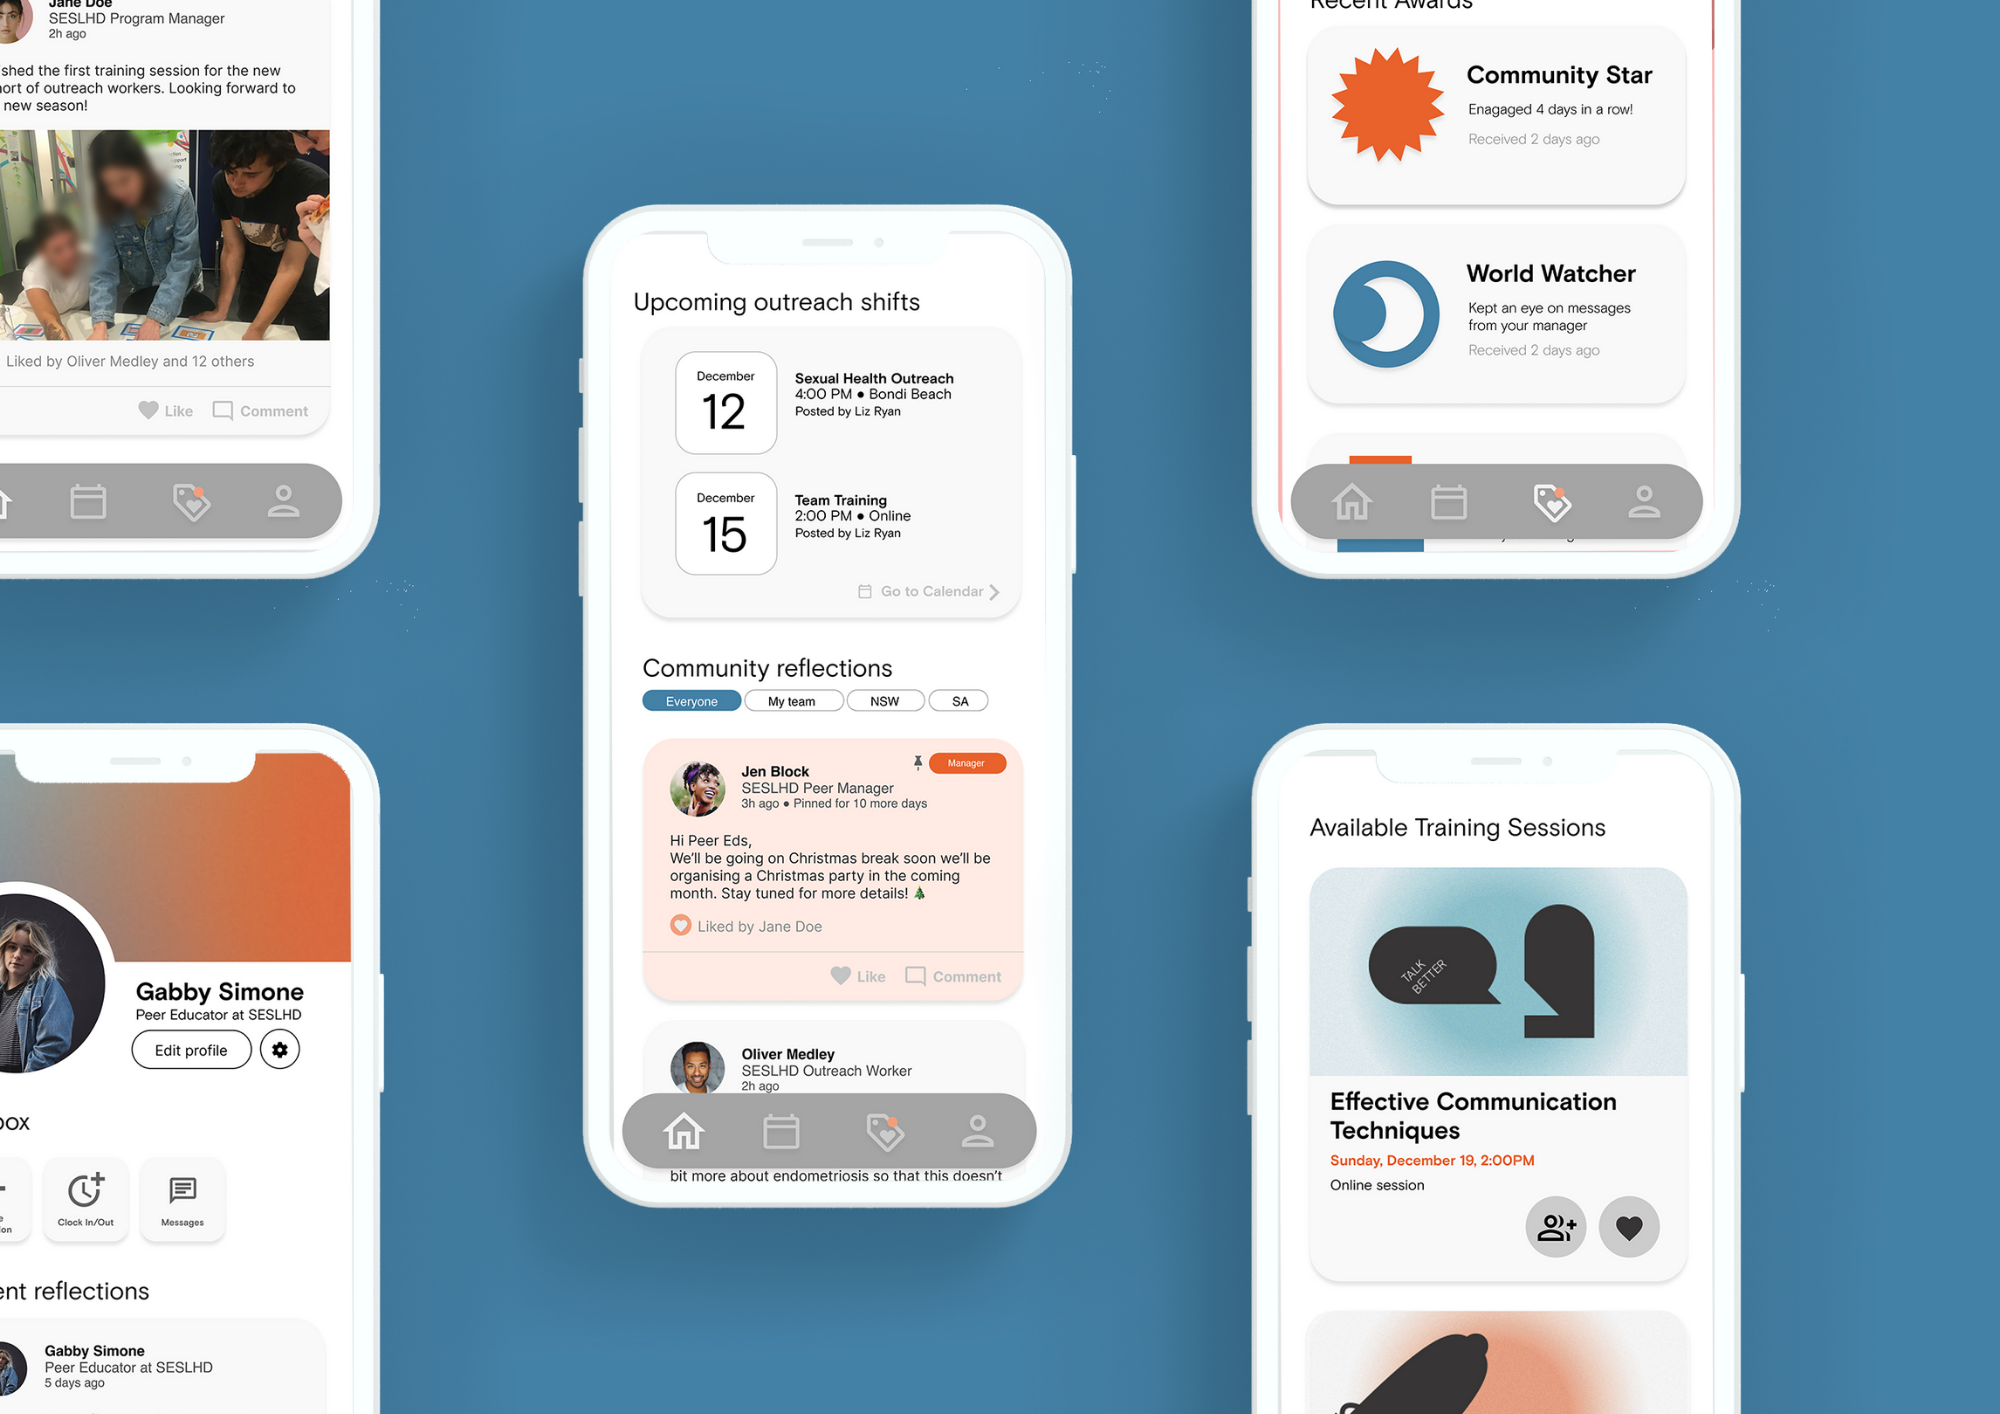 Jane Doe
SESLHD Program Manager
2h ago
shed the first training session for the new
ort of outreach workers. Looking forward to
new season!
Liked by Oliver Medley and 12 others
Like
Comment
Gabby Simone
Peer Educator at SESLHD
Edit profile
Clock In/Out
Messages
nt reflections
Gabby Simone
Peer Educator at SESLHD
5 days ago
Upcoming outreach shifts
December
12
Sexual Health Outreach
4:00 PM • Bondi Beach
Posted by Liz Ryan
December
15
Team Training
2:00 PM • Online
Posted by Liz Ryan
Go to Calendar
Community reflections
Everyone
My team
NSW
SA
Manager
Jen Block
SESLHD Peer Manager
3h ago • Pinned for 10 more days
Hi Peer Eds,
We'll be going on Christmas break soon we'll be
organising a Christmas party in the coming
month. Stay tuned for more details! 🎄
Liked by Jane Doe
Like
Comment
Oliver Medley
SESLHD Outreach Worker
2h ago
bit more about endometriosis so that this doesn't
Recent Awards
Community Star
Enagaged 4 days in a row!
Received 2 days ago
World Watcher
Kept an eye on messages
from your manager
Received 2 days ago
Available Training Sessions
TALK
BETTER
Effective Communication
Techniques
Sunday, December 19, 2:00PM
Online session